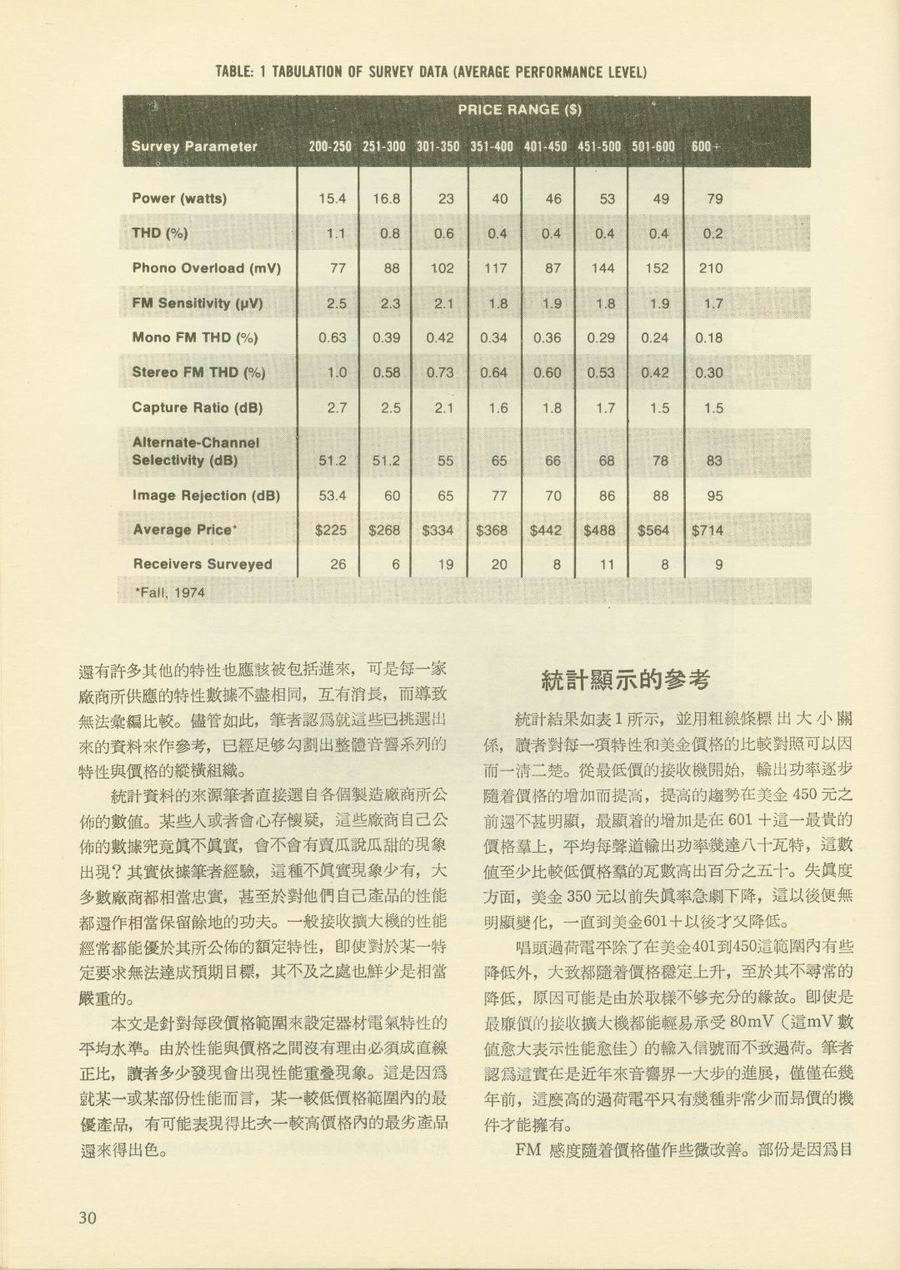 TABLE: 1 TABULATION OF SURVEY DATA (AVERAGE PERFORMANCE LEVEL)
PRICE RANGE ($)
Survey Parameter 200-250 251-300 301-350 351-400 401-450 451-500 501-600 600+
Power (watts) 15.4 16.8 23 40 46 53 49 79
THD (%) 1.1 0.8 0.6 0.4 0.4 0.4 0.4 0.2
Phono Overload (mV) 77 88 102 117 87 144 152 210
FM Sensitivity (μV) 2.5 2.3 2.1 1.8 1.9 1.8 1.9 1.7
Mono FM THD (%) 0.63 0.39 0.42 0.34 0.36 0.29 0.24 0.18
Stereo FM THD (%) 1.0 0.58 0.73 0.64 0.60 0.53 0.42 0.30
Capture Ratio (dB) 2.7 2.5 2.1 1.6 1.8 1.7 1.5 1.5
Alternate-Channel
Selectivity (dB) 51.2 51.2 55 65 66 68 78 83
Image Rejection (dB) 53.4 60 65 77 70 86 88 95
Average Price* $225 $268 $334 $368 $442 $488 $564 $714
Receivers Surveyed 26 6 19 20 8 11 8 9
*Fall, 1974
還有許多其他的特性也應該被包括進來，可是每一家
廠商所供應的特性數據不盡相同，互有消長，而導致
無法彙編比較。儘管如此，筆者認爲就這些已挑選出
來的資料來作參考，已經足够勾劃出整體音響系列的
特性與價格的縱橫組織。
統計資料的來源筆者直接選自各個製造廠商所公
佈的數值。某些人或者會心存懷疑，這些廠商自己公
佈的數據究竟眞不眞實，會不會有賣瓜說瓜甜的現象
出現？其實依據筆者經驗，這種不眞實現象少有，大
多數廠商都相當忠實，甚至於對他們自己產品的性能
都還作相當保留餘地的功夫。一般接收擴大機的性能
經常都能優於其所公佈的額定特性，卽使對於某一特
定要求無法達成預期目標，其不及之處也鮮少是相當
嚴重的。
本文是針對每段價格範圍來設定器材電氣特性的
平均水準。由於性能與價格之間沒有理由必須成直線
正比，讀者多少發現會出現性能重疊現象。這是因爲
就某一或某部份性能而言，某一較低價格範圍內的最
優產品，有可能表現得比次一較高價格內的最劣產品
還來得出色。
統計顯示的參考
統計結果如表1所示，並用粗線條標出大小關
係，讀者對每一項特性和美金價格的比較對照可以因
而一清二楚。從最低價的接收機開始，輸出功率逐步
隨着價格的增加而提高，提高的趨勢在美金 450 元之
前還不甚明顯，最顯着的增加是在 601 ＋這一最貴的
價格羣上，平均每聲道輸出功率幾達八十瓦特，這數
值至少比較低價格羣的瓦數高出百分之五十。失眞度
方面，美金 350 元以前失眞率急劇下降，這以後便無
明顯變化，一直到美金601＋以後才又降低。
唱頭過荷電平除了在美金401到450這範圍內有些
降低外，大致都隨着價格穩定上升，至於其不尋常的
降低，原因可能是由於取樣不够充分的緣故。卽使是
最廉價的接收擴大機都能輕易承受 80mV（這mV 數
值愈大表示性能愈佳）的輸入信號而不致過荷。筆者
認爲這實在是近年來音響界一大步的進展，僅僅在幾
年前，這麼高的過荷電平只有幾種非常少而昂價的機
件才能擁有。
FM 感度隨着價格僅作些微改善。部份是因爲目
30